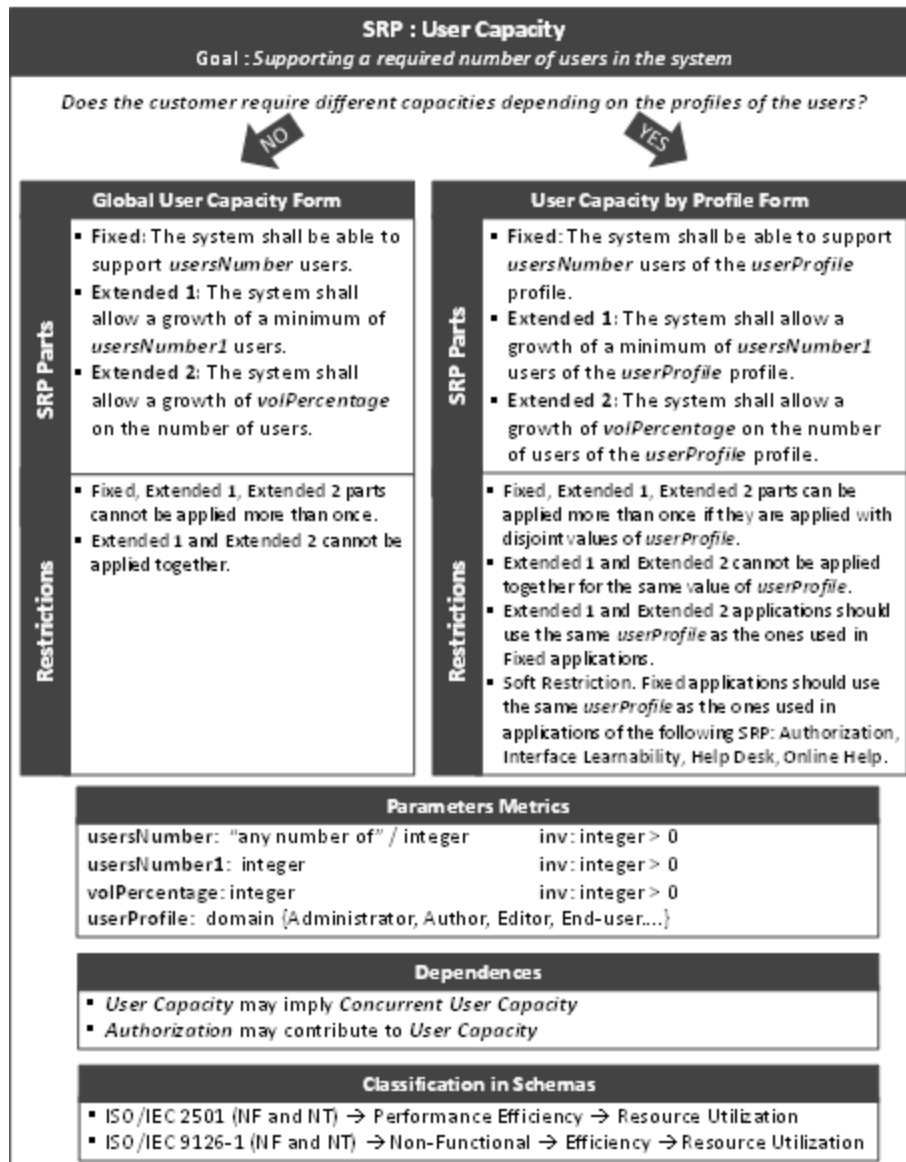 SRP : User Capacity
Goal : Supporting a required number of users in the system
Does the customer require different capacities depending on the profiles of the users?
NO
YES
SRP Parts
Global User Capacity Form
▪ Fixed: The system shall be able to
support usersNumber users.
▪ Extended 1: The system shall
allow a growth of a minimum of
usersNumber1 users.
▪ Extended 2: The system shall
allow a growth of volPercentage
on the number of users.
Restrictions
▪ Fixed, Extended 1, Extended 2 parts
cannot be applied more than once.
▪ Extended 1 and Extended 2 cannot be
applied together.
SRP Parts
User Capacity by Profile Form
▪ Fixed: The system shall be able to support
usersNumber users of the userProfile
profile.
▪ Extended 1: The system shall allow a
growth of a minimum of usersNumber1
users of the userProfile profile.
▪ Extended 2: The system shall allow a
growth of volPercentage on the number
of users of the userProfile profile.
Restrictions
▪ Fixed, Extended 1, Extended 2 parts can be
applied more than once if they are applied with
disjoint values of userProfile.
▪ Extended 1 and Extended 2 cannot be applied
together for the same value of userProfile.
▪ Extended 1 and Extended 2 applications should
use the same userProfile as the ones used in
Fixed applications.
▪ Soft Restriction. Fixed applications should use
the same userProfile as the ones used in
applications of the following SRP: Authorization,
Interface Learnability, Help Desk, Online Help.
Parameters Metrics
usersNumber: "any number of" / integer inv: integer > 0
usersNumber1: integer inv: integer > 0
volPercentage: integer inv: integer > 0
userProfile: domain {Administrator, Author, Editor, End-user....}
Dependences
▪ User Capacity may imply Concurrent User Capacity
▪ Authorization may contribute to User Capacity
Classification in Schemas
▪ ISO/IEC 2501 (NF and NT) → Performance Efficiency → Resource Utilization
▪ ISO/IEC 9126-1 (NF and NT) → Non-Functional → Efficiency → Resource Utilization